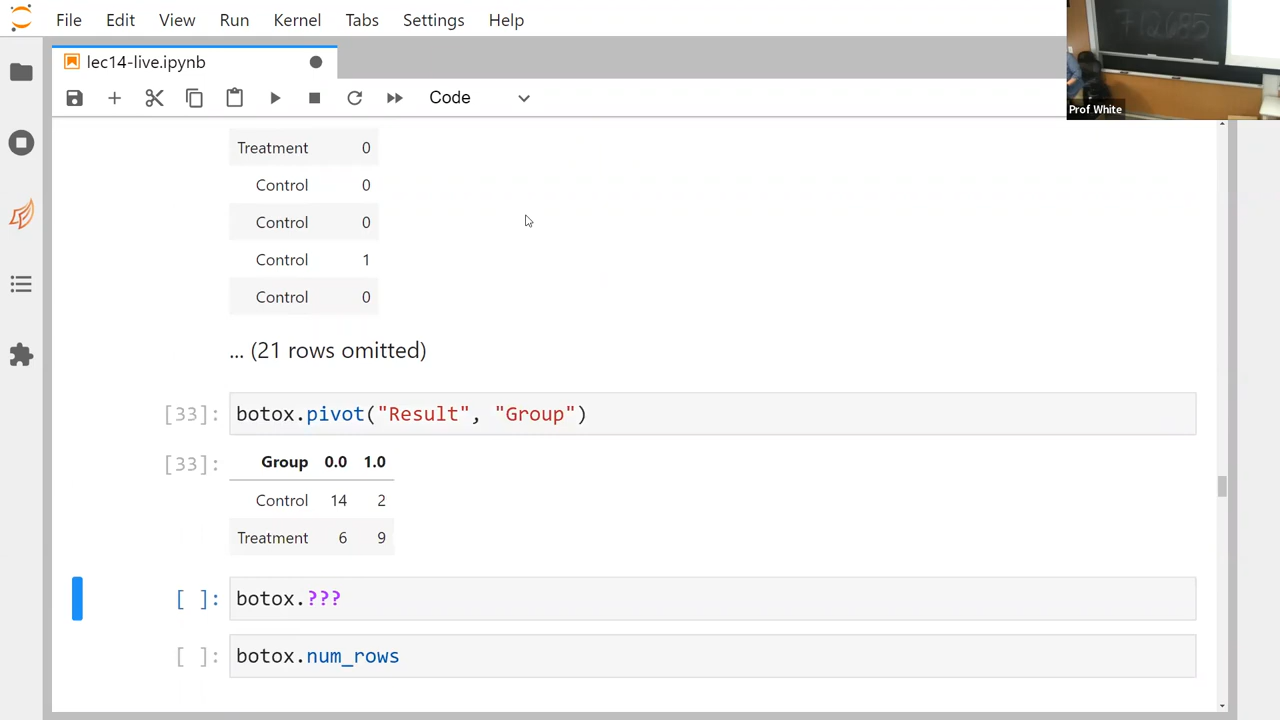 File Edit View Run Kernel Tabs Settings Help
lec14-live.ipynb
Code
712685
Prof White
Treatment 0
Control 0
Control 0
Control 1
Control 0
... (21 rows omitted)
[33]: botox.pivot("Result", "Group")
[33]: Group 0.0 1.0
Control 14 2
Treatment 6 9
[ ]: botox.???
[ ]: botox.num_rows